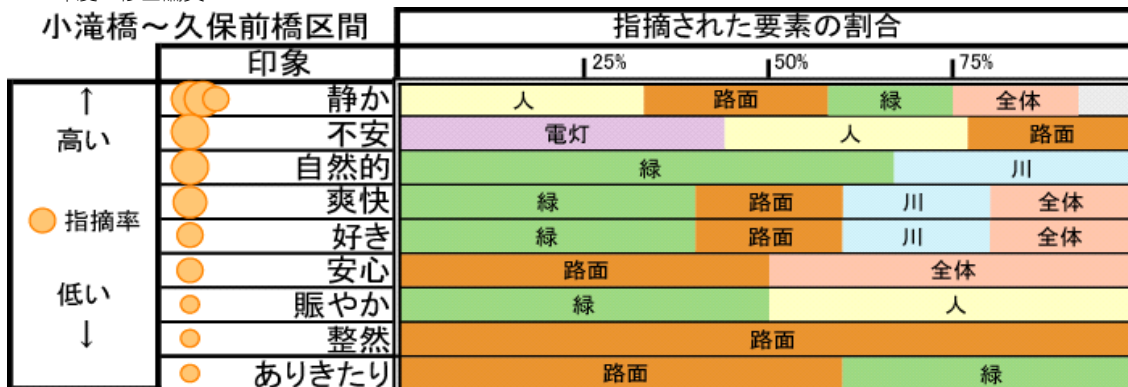 小滝橋～久保前橋区間 指摘された要素の割合
印象 25% 50% 75%
↑ 静か 人 路面 緑 全体
高い 不安 電灯 人 路面
自然的 緑 川
爽快 緑 路面 川 全体
指摘率 好き 緑 路面 川 全体
安心 路面 全体
低い 賑やか 緑 人
↓ 整然 路面
ありきたり 路面 緑